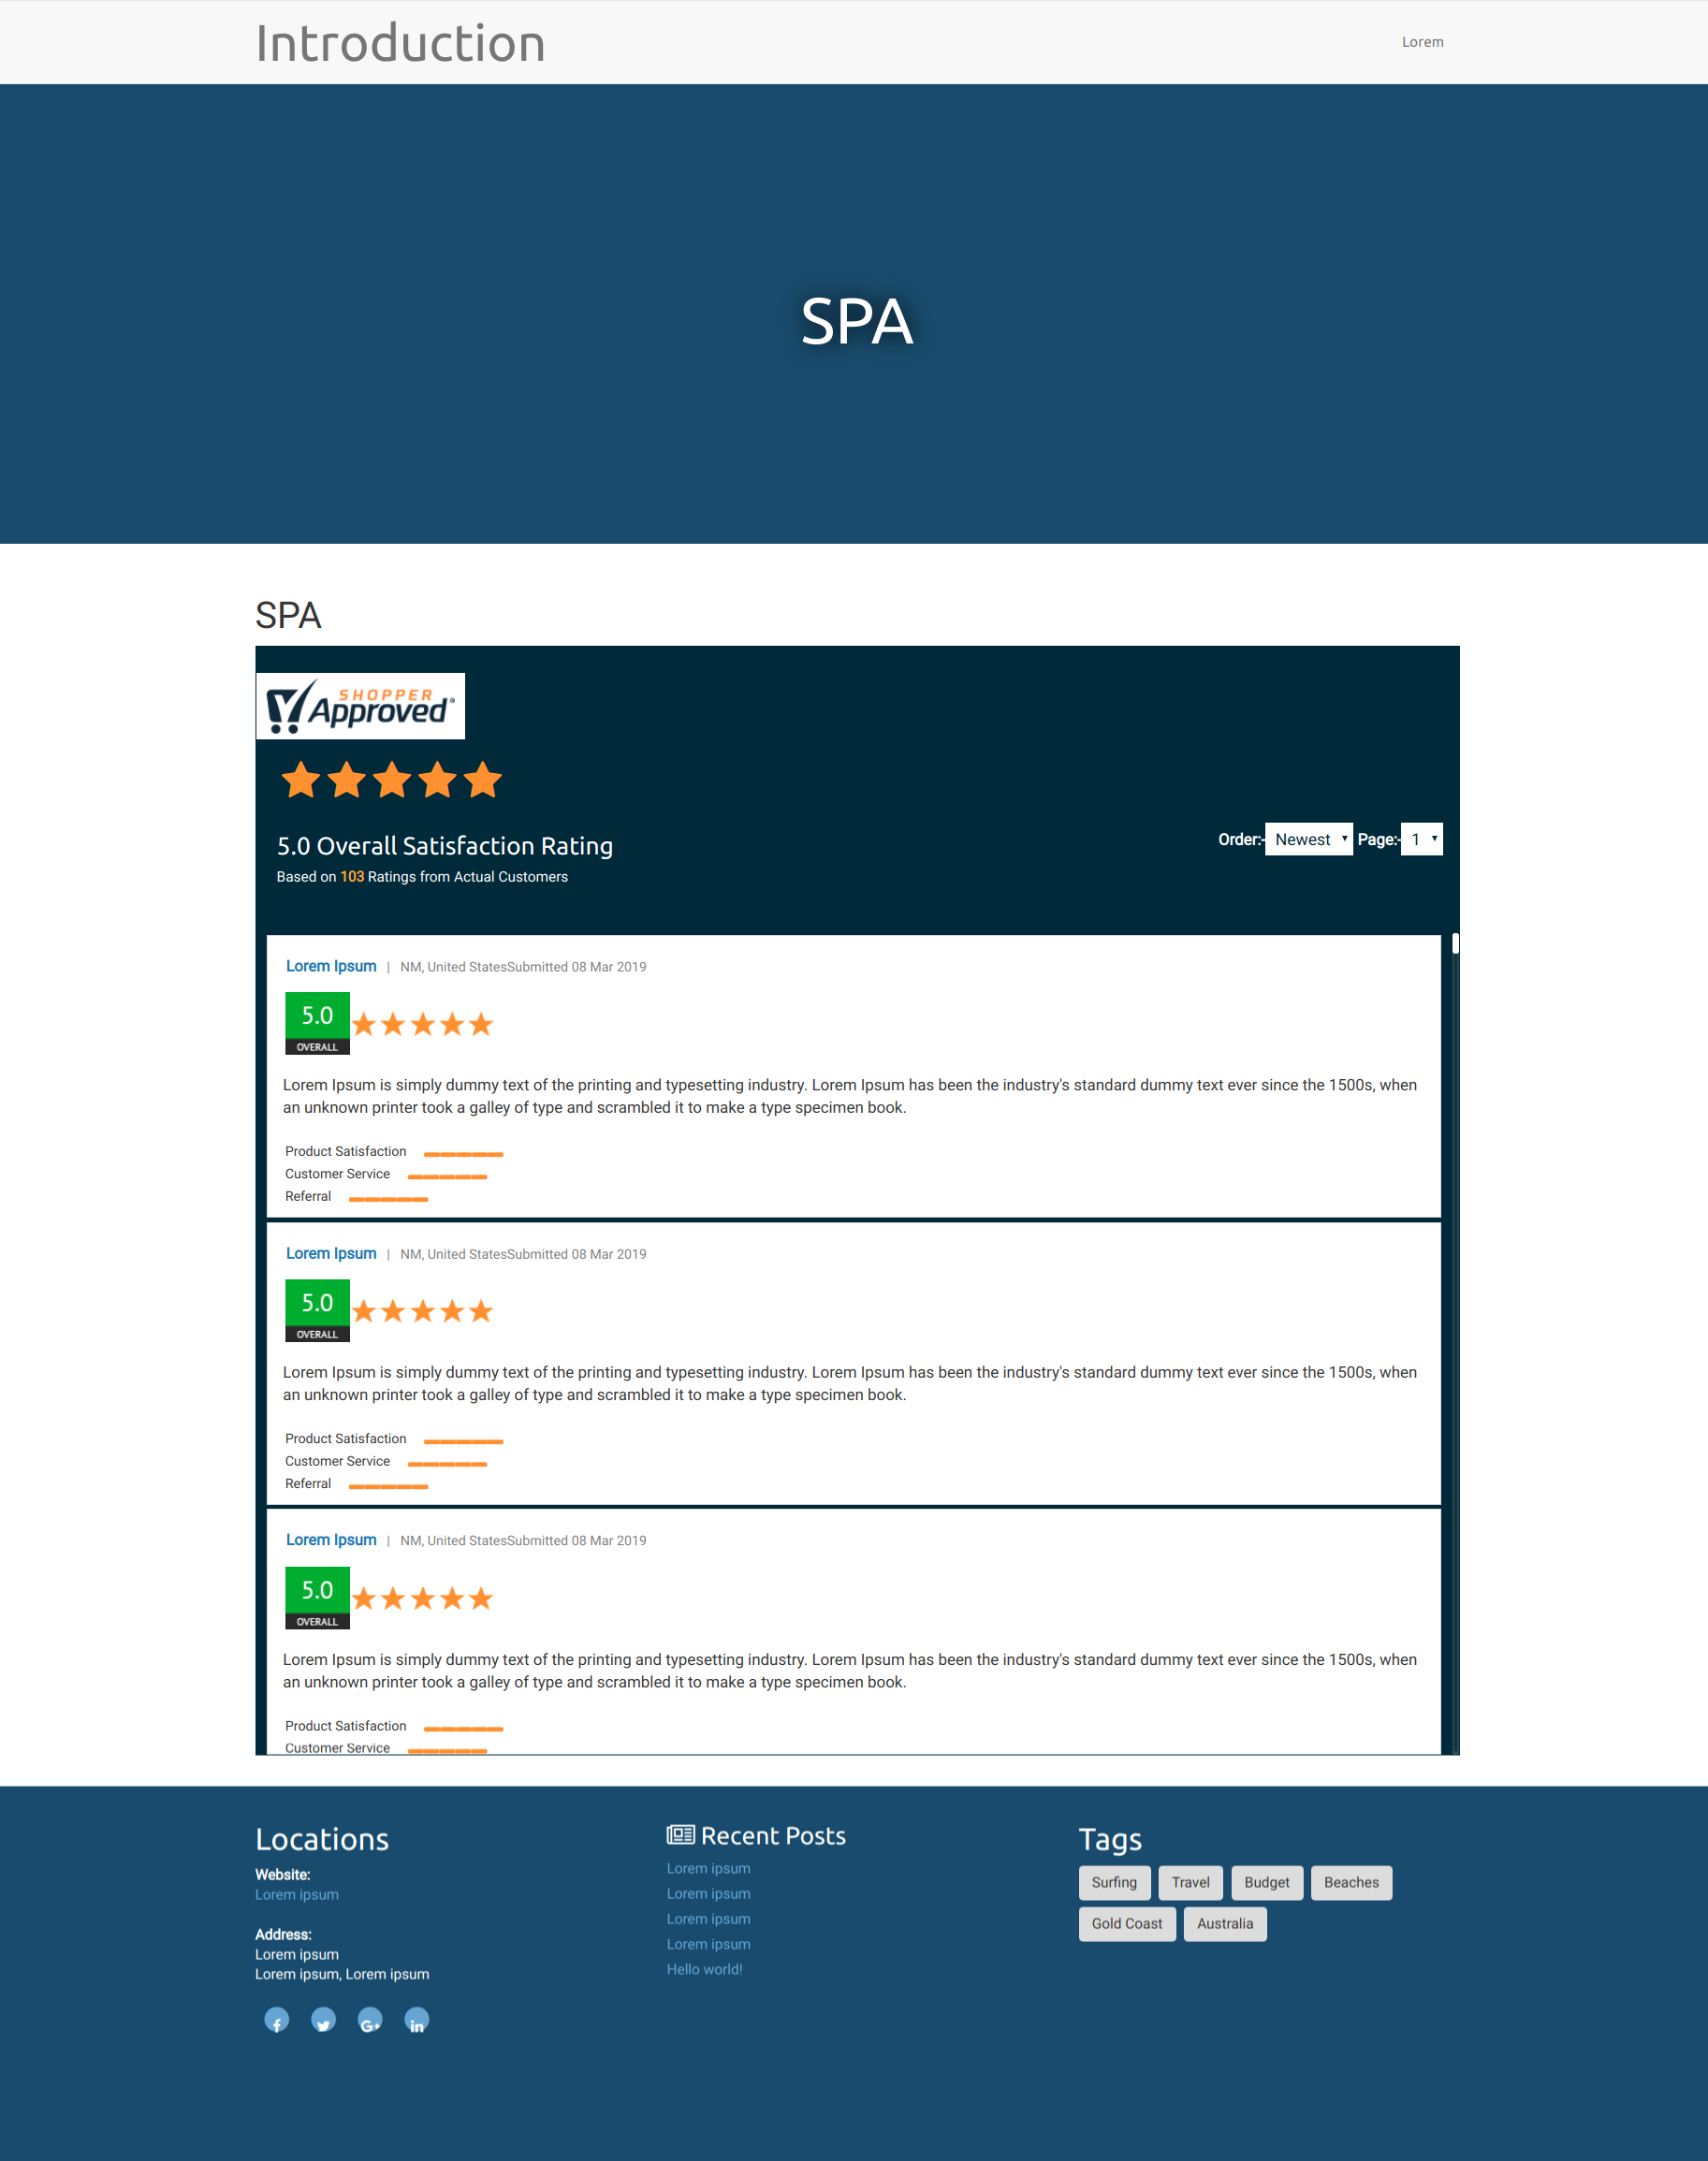 Introduction
Lorem
SPA
SPA
SHOPPER
Approved®
5.0 Overall Satisfaction Rating
Based on 103 Ratings from Actual Customers
Order:- Newest Page:- 1
Lorem Ipsum | NM, United StatesSubmitted 08 Mar 2019
5.0
OVERALL
Lorem Ipsum is simply dummy text of the printing and typesetting industry. Lorem Ipsum has been the industry's standard dummy text ever since the 1500s, when
an unknown printer took a galley of type and scrambled it to make a type specimen book.
Product Satisfaction
Customer Service
Referral
Lorem Ipsum | NM, United StatesSubmitted 08 Mar 2019
5.0
OVERALL
Lorem Ipsum is simply dummy text of the printing and typesetting industry. Lorem Ipsum has been the industry's standard dummy text ever since the 1500s, when
an unknown printer took a galley of type and scrambled it to make a type specimen book.
Product Satisfaction
Customer Service
Referral
Lorem Ipsum | NM, United StatesSubmitted 08 Mar 2019
5.0
OVERALL
Lorem Ipsum is simply dummy text of the printing and typesetting industry. Lorem Ipsum has been the industry's standard dummy text ever since the 1500s, when
an unknown printer took a galley of type and scrambled it to make a type specimen book.
Product Satisfaction
Customer Service
Locations
Website:
Lorem ipsum
Address:
Lorem ipsum
Lorem ipsum, Lorem ipsum
Recent Posts
Lorem ipsum
Lorem ipsum
Lorem ipsum
Lorem ipsum
Hello world!
Tags
Surfing Travel Budget Beaches
Gold Coast Australia